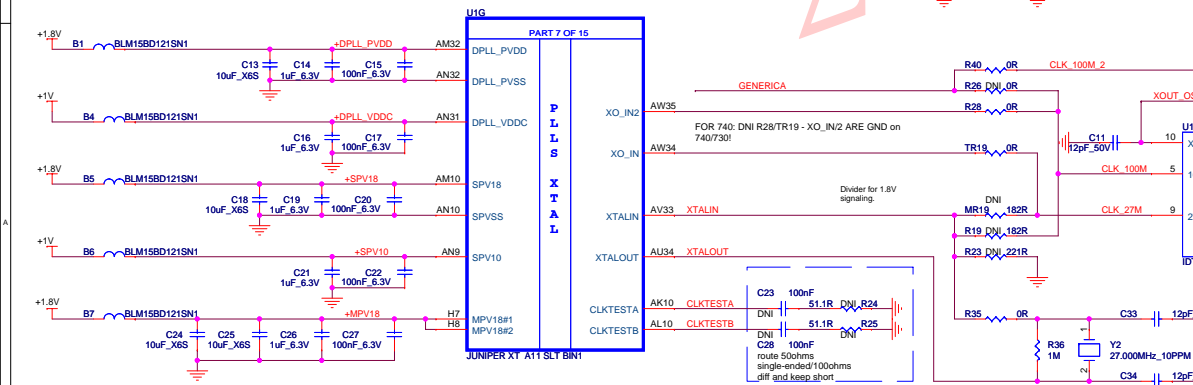 U1G
PART 7 OF 15
PLLS XTAL
+1.8V
B1 BLM15BD121SN1
+DPLL_PVDD
AM32
DPLL_PVDD
C13
10uF_X6S
C14
1uF_6.3V
C15
100nF_6.3V
AN32
DPLL_PVSS
+1V
B4 BLM15BD121SN1
+DPLL_VDDC
AN31
DPLL_VDDC
C16
1uF_6.3V
C17
100nF_6.3V
+1.8V
B5 BLM15BD121SN1
+SPV18
AM10
SPV18
C18
10uF_X6S
C19
1uF_6.3V
C20
100nF_6.3V
AN10
SPVSS
A
+1V
B6 BLM15BD121SN1
+SPV10
AN9
SPV10
C21
1uF_6.3V
C22
100nF_6.3V
+1.8V
B7 BLM15BD121SN1
+MPV18
H7
H8
MPV18#1
MPV18#2
C24
10uF_X6S
C25
10uF_X6S
C26
1uF_6.3V
C27
100nF_6.3V
JUNIPER XT A11 SLT BIN1
XO_IN2
AW35
XO_IN
AW34
XTALIN
AV33
XTALIN
XTALOUT
AU34
XTALOUT
CLKTESTA
AK10
CLKTESTA
CLKTESTB
AL10
CLKTESTB
GENERICA
FOR 740: DNI R28/TR19 - XO_IN/2 ARE GND on
740/730!
R40 0R
CLK_100M_2
R26 DNI 0R
R28 0R
TR19 0R
Divider for 1.8V
signaling.
DNI
MR19 182R
R19 DNI 182R
R23 DNI 221R
XOUT_OS
C11
12pF_50V
10
CLK_100M
5
CLK_27M
9
U1
X
1
2
ID
C23 100nF
DNI
51.1R DNI R24
DNI
C28 100nF
51.1R DNI R25
route 50ohms
single-ended/100ohms
diff and keep short
R35 0R
C33 12pF
R36
1M
1
2
Y2
27.000MHz_10PPM
C34 12pF